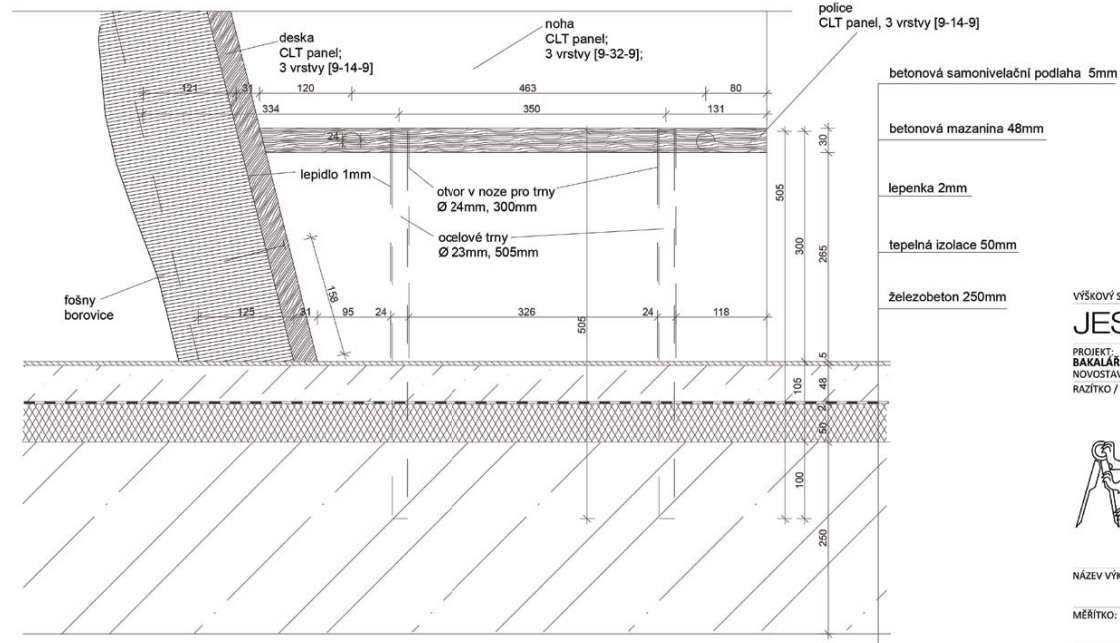 police
CLT panel, 3 vrstvy [9-14-9]
noha
CLT panel;
3 vrstvy [9-32-9];
deska
CLT panel;
3 vrstvy [9-14-9]
betonová samonivelační podlaha 5mm
betonová mazanina 48mm
lepenka 2mm
tepelná izolace 50mm
železobeton 250mm
121 31 120 463 80
334 350 131
24
30
lepidlo 1mm
otvor v noze pro trny
Ø 24mm, 300mm
ocelové trny
Ø 23mm, 505mm
505
300
265
fošny
borovice
158
125 31 95 24 326 24 118
505
5
105
48
2
50
100
250
VÝŠKOVÝ S
JES
PROJEKT:
BAKALÁŘ
NOVOSTAV
RAZÍTKO /
NÁZEV VÝK
MĚŘÍTKO: